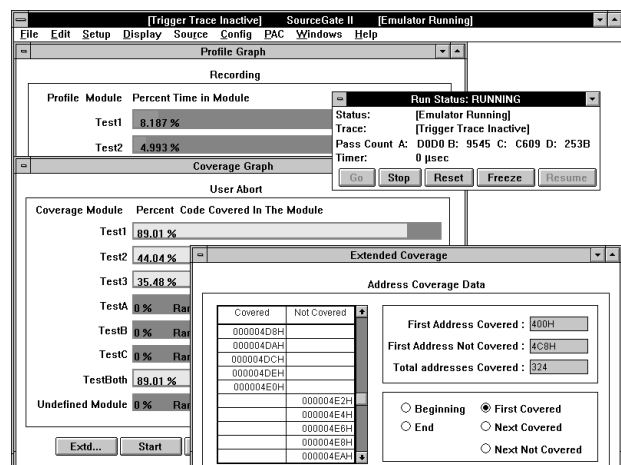 [Trigger Trace Inactive] SourceGate II [Emulator Running]
File Edit Setup Display Source Config PAC Windows Help
Profile Graph
Recording
Profile Module Percent Time in Module
Test1 8.187 %
Test2 4.993 %
Run Status: RUNNING
Status: [Emulator Running]
Trace: [Trigger Trace Inactive]
Pass Count A: D0D0 B: 9545 C: C609 D: 253B
Timer: 0 µsec
Go Stop Reset Freeze Resume
Coverage Graph
User Abort
Coverage Module Percent Code Covered In The Module
Test1 89.01 %
Test2 44.04 %
Test3 35.48 %
TestA 0 %
TestB 0 %
TestC 0 %
TestBoth 89.01 %
Undefined Module 0 %
Extd... Start
Extended Coverage
Address Coverage Data
Covered Not Covered
000004D8H
000004DAH
000004DCH
000004DEH
000004E0H
000004E2H
000004E4H
000004E6H
000004E8H
000004EAH
First Address Covered : 400H
First Address Not Covered : 4C8H
Total addresses Covered : 324
Beginning First Covered
End Next Covered
Next Not Covered